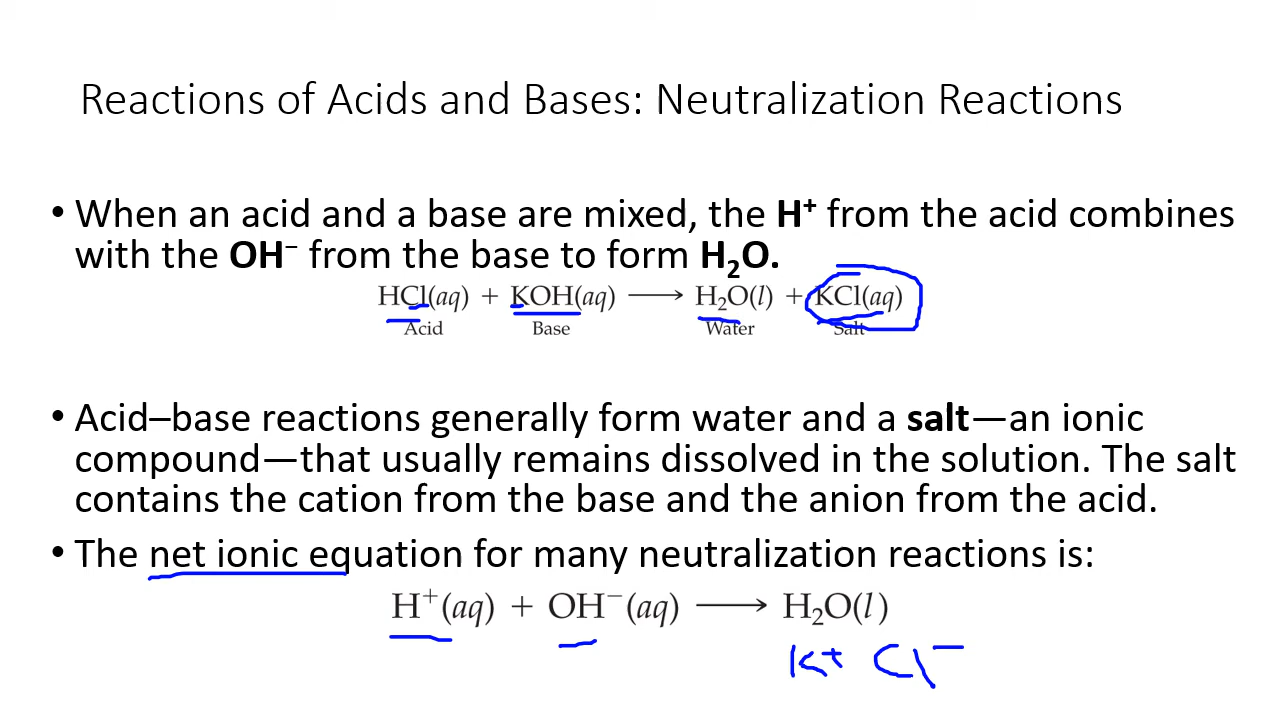 Reactions of Acids and Bases: Neutralization Reactions
• When an acid and a base are mixed, the H⁺ from the acid combines
with the OH⁻ from the base to form H₂O.
HCl(aq) + KOH(aq) ⟶ H₂O(l) + KCl(aq)
Acid Base Water Salt
• Acid–base reactions generally form water and a salt—an ionic
compound—that usually remains dissolved in the solution. The salt
contains the cation from the base and the anion from the acid.
• The net ionic equation for many neutralization reactions is:
H⁺(aq) + OH⁻(aq) ⟶ H₂O(l)
K+ Cl⁻